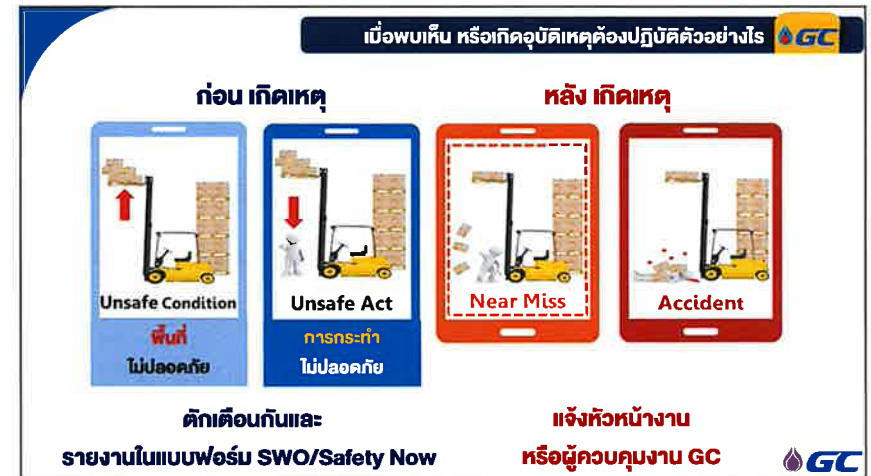 เมื่อพบเห็น หรือเกิดอุบัติเหตุต้องปฏิบัติตัวอย่างไร
GC
ก่อน เกิดเหตุ
หลัง เกิดเหตุ
Unsafe Condition
Unsafe Act
Near Miss
Accident
พื้นที่
ไม่ปลอดภัย
การกระทำ
ไม่ปลอดภัย
ตักเตือนกันและ
รายงานในแบบฟอร์ม SWO/Safety Now
แจ้งหัวหน้างาน
หรือผู้ควบคุมงาน GC
GC